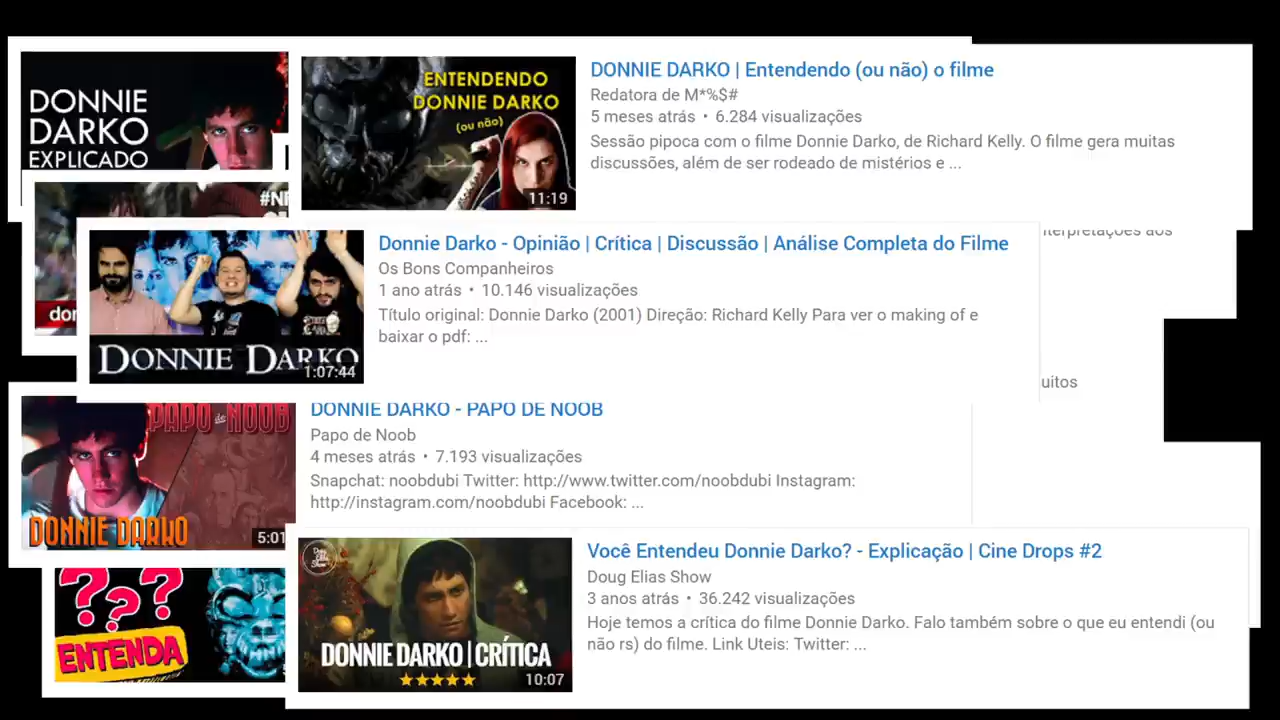 DONNIE
DARKO
EXPLICADO
ENTENDENDO
DONNIE DARKO
(ou não)
11:19
DONNIE DARKO | Entendendo (ou não) o filme
Redatora de M*%$#
5 meses atrás • 6.284 visualizações
Sessão pipoca com o filme Donnie Darko, de Richard Kelly. O filme gera muitas
discussões, além de ser rodeado de mistérios e ...
DONNIE DARKO
1:07:44
Donnie Darko - Opinião | Crítica | Discussão | Análise Completa do Filme
Os Bons Companheiros
1 ano atrás • 10.146 visualizações
Título original: Donnie Darko (2001) Direção: Richard Kelly Para ver o making of e
baixar o pdf: ...
interpretações aos
PAPO de NOOB
DONNIE DARKO
5:01
DONNIE DARKO - PAPO DE NOOB
Papo de Noob
4 meses atrás • 7.193 visualizações
Snapchat: noobdubi Twitter: http://www.twitter.com/noobdubi Instagram:
http://instagram.com/noobdubi Facebook: ...
???
ENTENDA
Doug
Elias
Show
DONNIE DARKO | CRÍTICA
10:07
Você Entendeu Donnie Darko? - Explicação | Cine Drops #2
Doug Elias Show
3 anos atrás • 36.242 visualizações
Hoje temos a crítica do filme Donnie Darko. Falo também sobre o que eu entendi (ou
não rs) do filme. Link Uteis: Twitter: ...